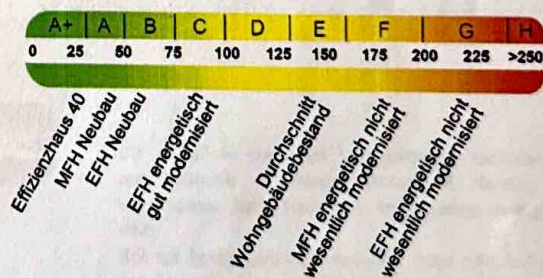 A+ A B C D E F G H
0 25 50 75 100 125 150 175 200 225 >250
Effizienzhaus 40
MFH Neubau
EFH Neubau
EFH energetisch
gut modernisiert
Durchschnitt
Wohngebäudebestand
MFH energetisch nicht
wesentlich modernisiert
EFH energetisch nicht
wesentlich modernisiert